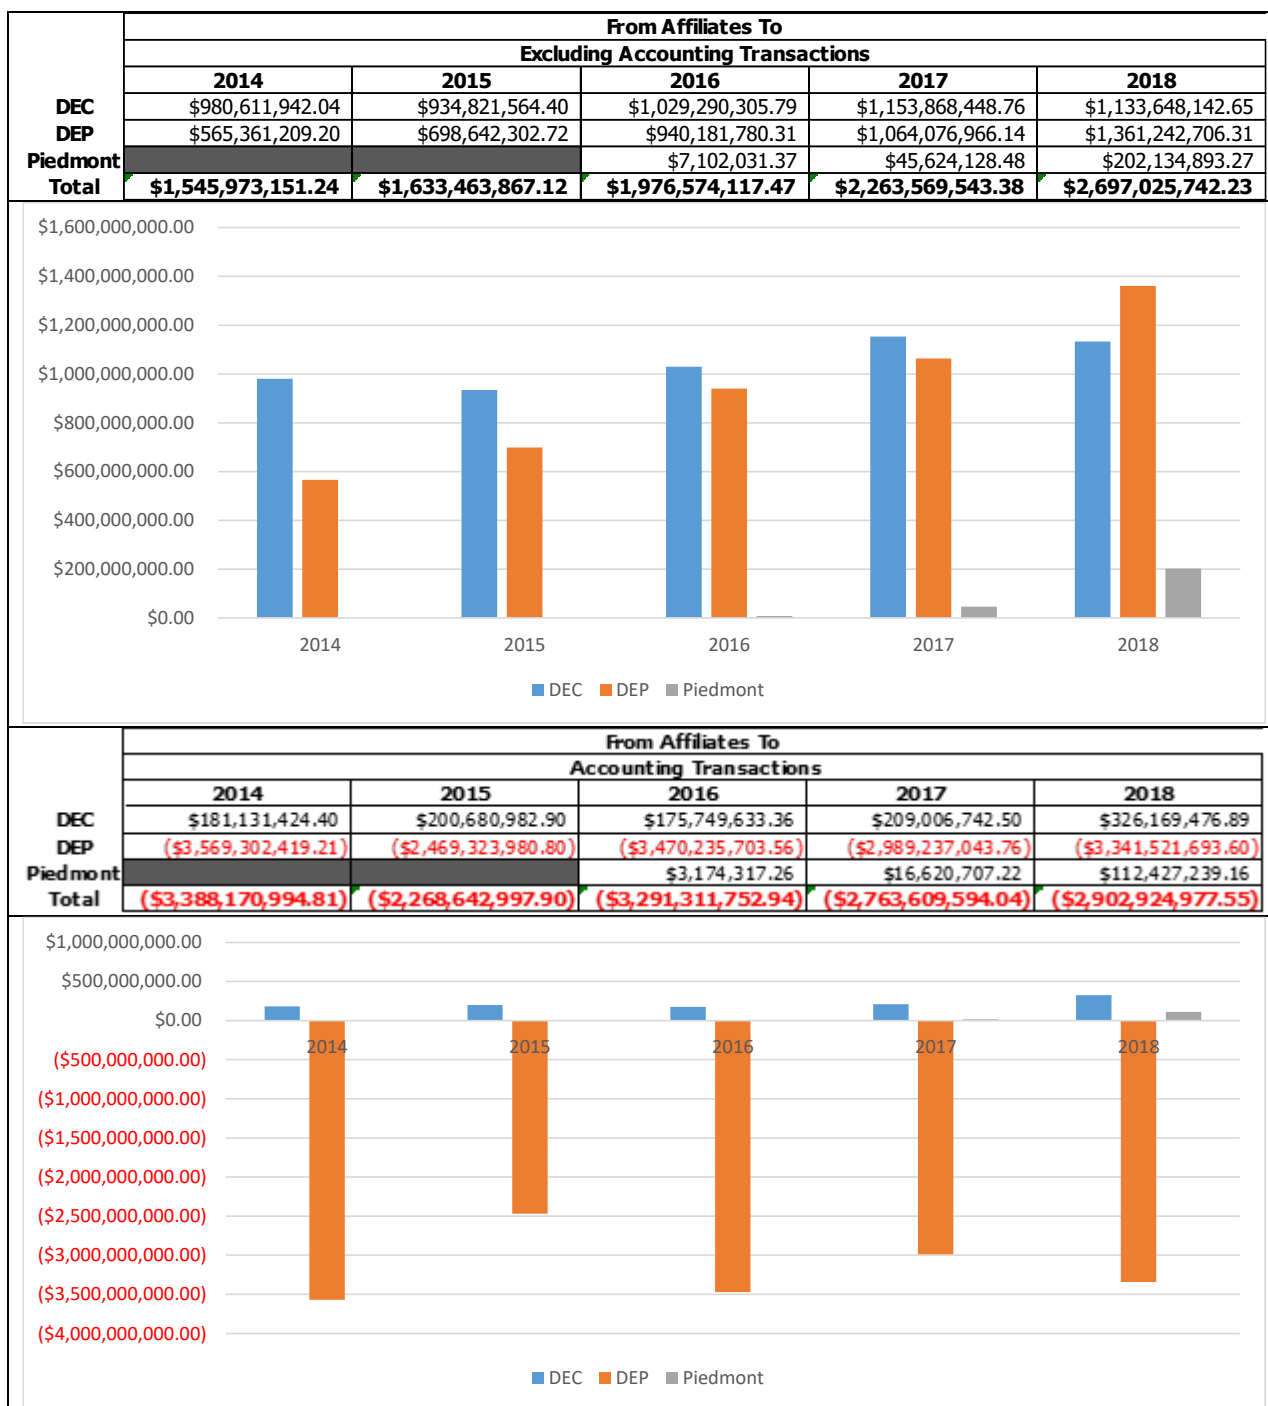 From Affiliates To
Excluding Accounting Transactions
2014 2015 2016 2017 2018
DEC $980,611,942.04 $934,821,564.40 $1,029,290,305.79 $1,153,868,448.76 $1,133,648,142.65
DEP $565,361,209.20 $698,642,302.72 $940,181,780.31 $1,064,076,966.14 $1,361,242,706.31
Piedmont $7,102,031.37 $45,624,128.48 $202,134,893.27
Total $1,545,973,151.24 $1,633,463,867.12 $1,976,574,117.47 $2,263,569,543.38 $2,697,025,742.23
$1,600,000,000.00
$1,400,000,000.00
$1,200,000,000.00
$1,000,000,000.00
$800,000,000.00
$600,000,000.00
$400,000,000.00
$200,000,000.00
$0.00
2014 2015 2016 2017 2018
DEC DEP Piedmont
From Affiliates To
Accounting Transactions
2014 2015 2016 2017 2018
DEC $181,131,424.40 $200,680,982.90 $175,749,633.36 $209,006,742.50 $326,169,476.89
DEP ($3,569,302,419.21) ($2,469,323,980.80) ($3,470,235,703.56) ($2,989,237,043.76) ($3,341,521,693.60)
Piedmont $3,174,317.26 $16,620,707.22 $112,427,239.16
Total ($3,388,170,994.81) ($2,268,642,997.90) ($3,291,311,752.94) ($2,763,609,594.04) ($2,902,924,977.55)
$1,000,000,000.00
$500,000,000.00
$0.00
2014 2015 2016 2017 2018
($500,000,000.00)
($1,000,000,000.00)
($1,500,000,000.00)
($2,000,000,000.00)
($2,500,000,000.00)
($3,000,000,000.00)
($3,500,000,000.00)
($4,000,000,000.00)
DEC DEP Piedmont